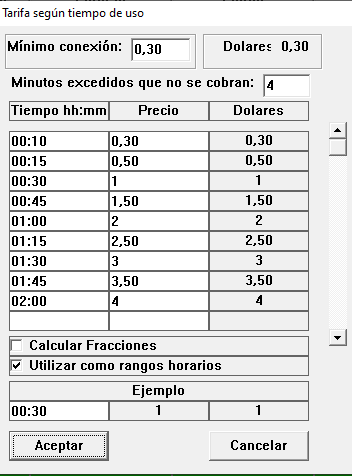 Tarifa según tiempo de uso
Mínimo conexión: 0,30 Dolares 0,30
Minutos excedidos que no se cobran: 4
Tiempo hh:mm Precio Dolares
00:10 0,30 0,30
00:15 0,50 0,50
00:30 1 1
00:45 1,50 1,50
01:00 2 2
01:15 2,50 2,50
01:30 3 3
01:45 3,50 3,50
02:00 4 4
Calcular Fracciones
Utilizar como rangos horarios
Ejemplo
00:30 1 1
Aceptar Cancelar